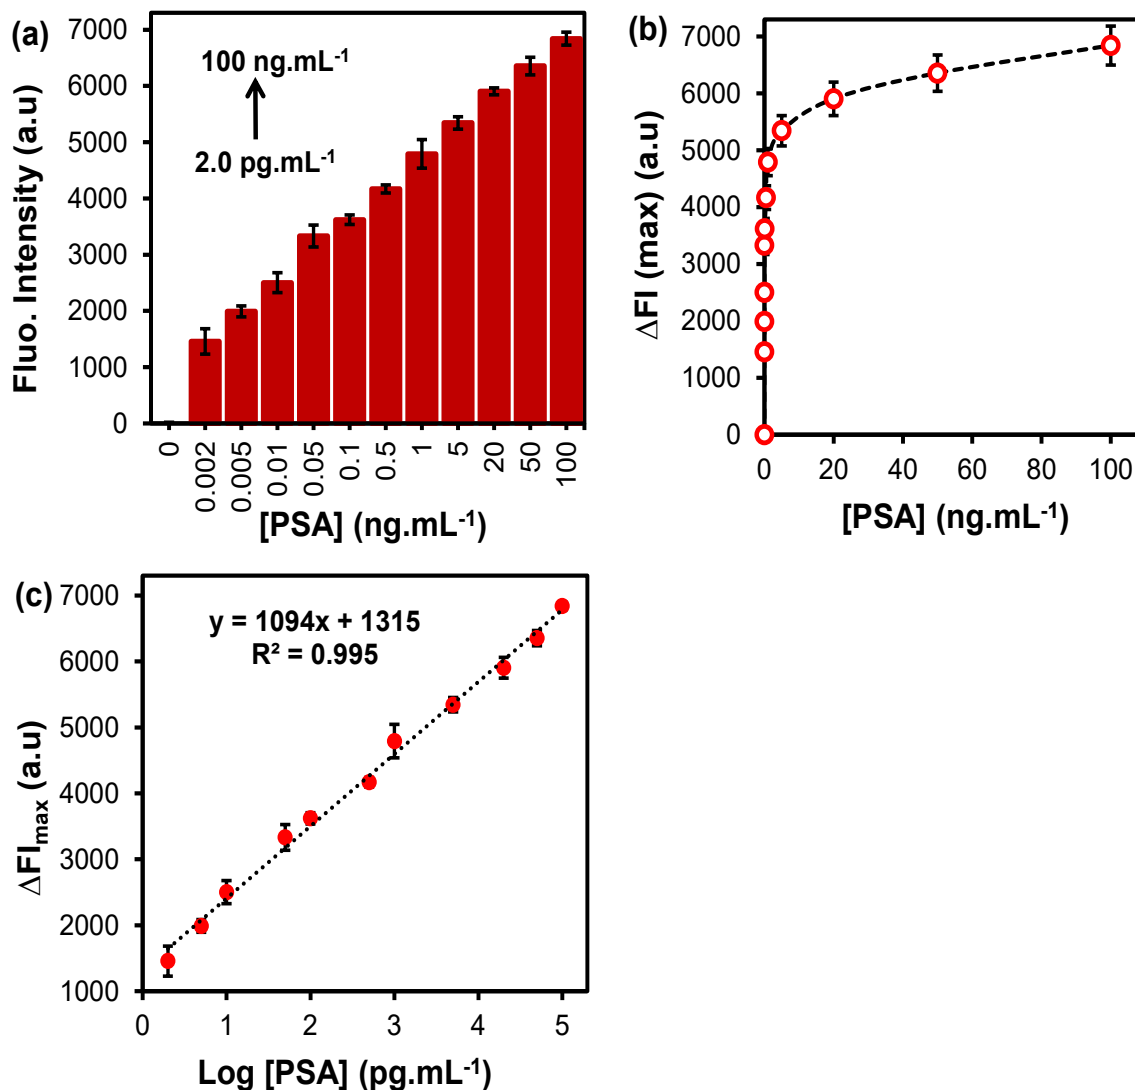 (a)
Fluo. Intensity (a.u)
7000
6000
5000
4000
3000
2000
1000
0
100 ng.mL⁻¹
2.0 pg.mL⁻¹
0 0.002 0.005 0.01 0.05 0.1 0.5 1 5 20 50 100
[PSA] (ng.mL⁻¹)
(b)
ΔFI (max) (a.u)
7000
6000
5000
4000
3000
2000
1000
0
0 20 40 60 80 100
[PSA] (ng.mL⁻¹)
(c)
ΔFI_max (a.u)
7000
6000
5000
4000
3000
2000
1000
y = 1094x + 1315
R² = 0.995
0 1 2 3 4 5
Log [PSA] (pg.mL⁻¹)